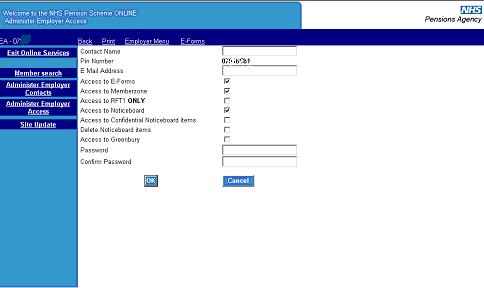 Welcome to the NHS Pension Scheme ONLINE
Administer Employer Access
NHS
Pensions Agency
EA - 07
Back Print Employer Menu E-Forms
Exit Online Services
Member search
Administer Employer
Contacts
Administer Employer
Access
Site Update
Contact Name
Pin Number
E Mail Address
Access to E-Forms
Access to Memberzone
Access to RFT1 ONLY
Access to Noticeboard
Access to Confidential Noticeboard items
Delete Noticeboard items
Access to Greenbury
Password
Confirm Password
OK Cancel